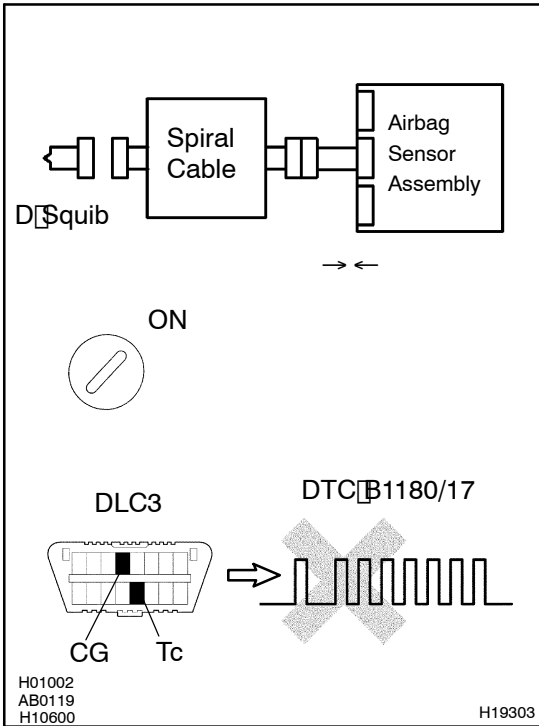 Spiral
Cable
Airbag
Sensor
Assembly
D Squib
ON
DLC3
DTC B1180/17
CG
Tc
H01002
AB0119
H10600
H19303